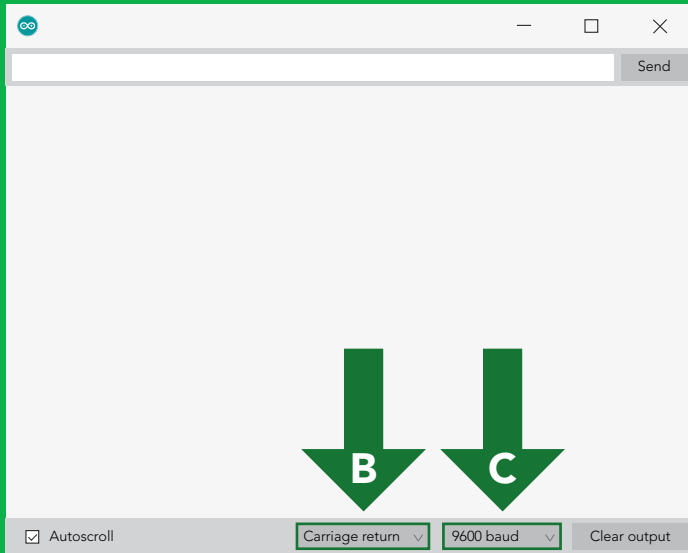 Send
B
C
Autoscroll
Carriage return
9600 baud
Clear output